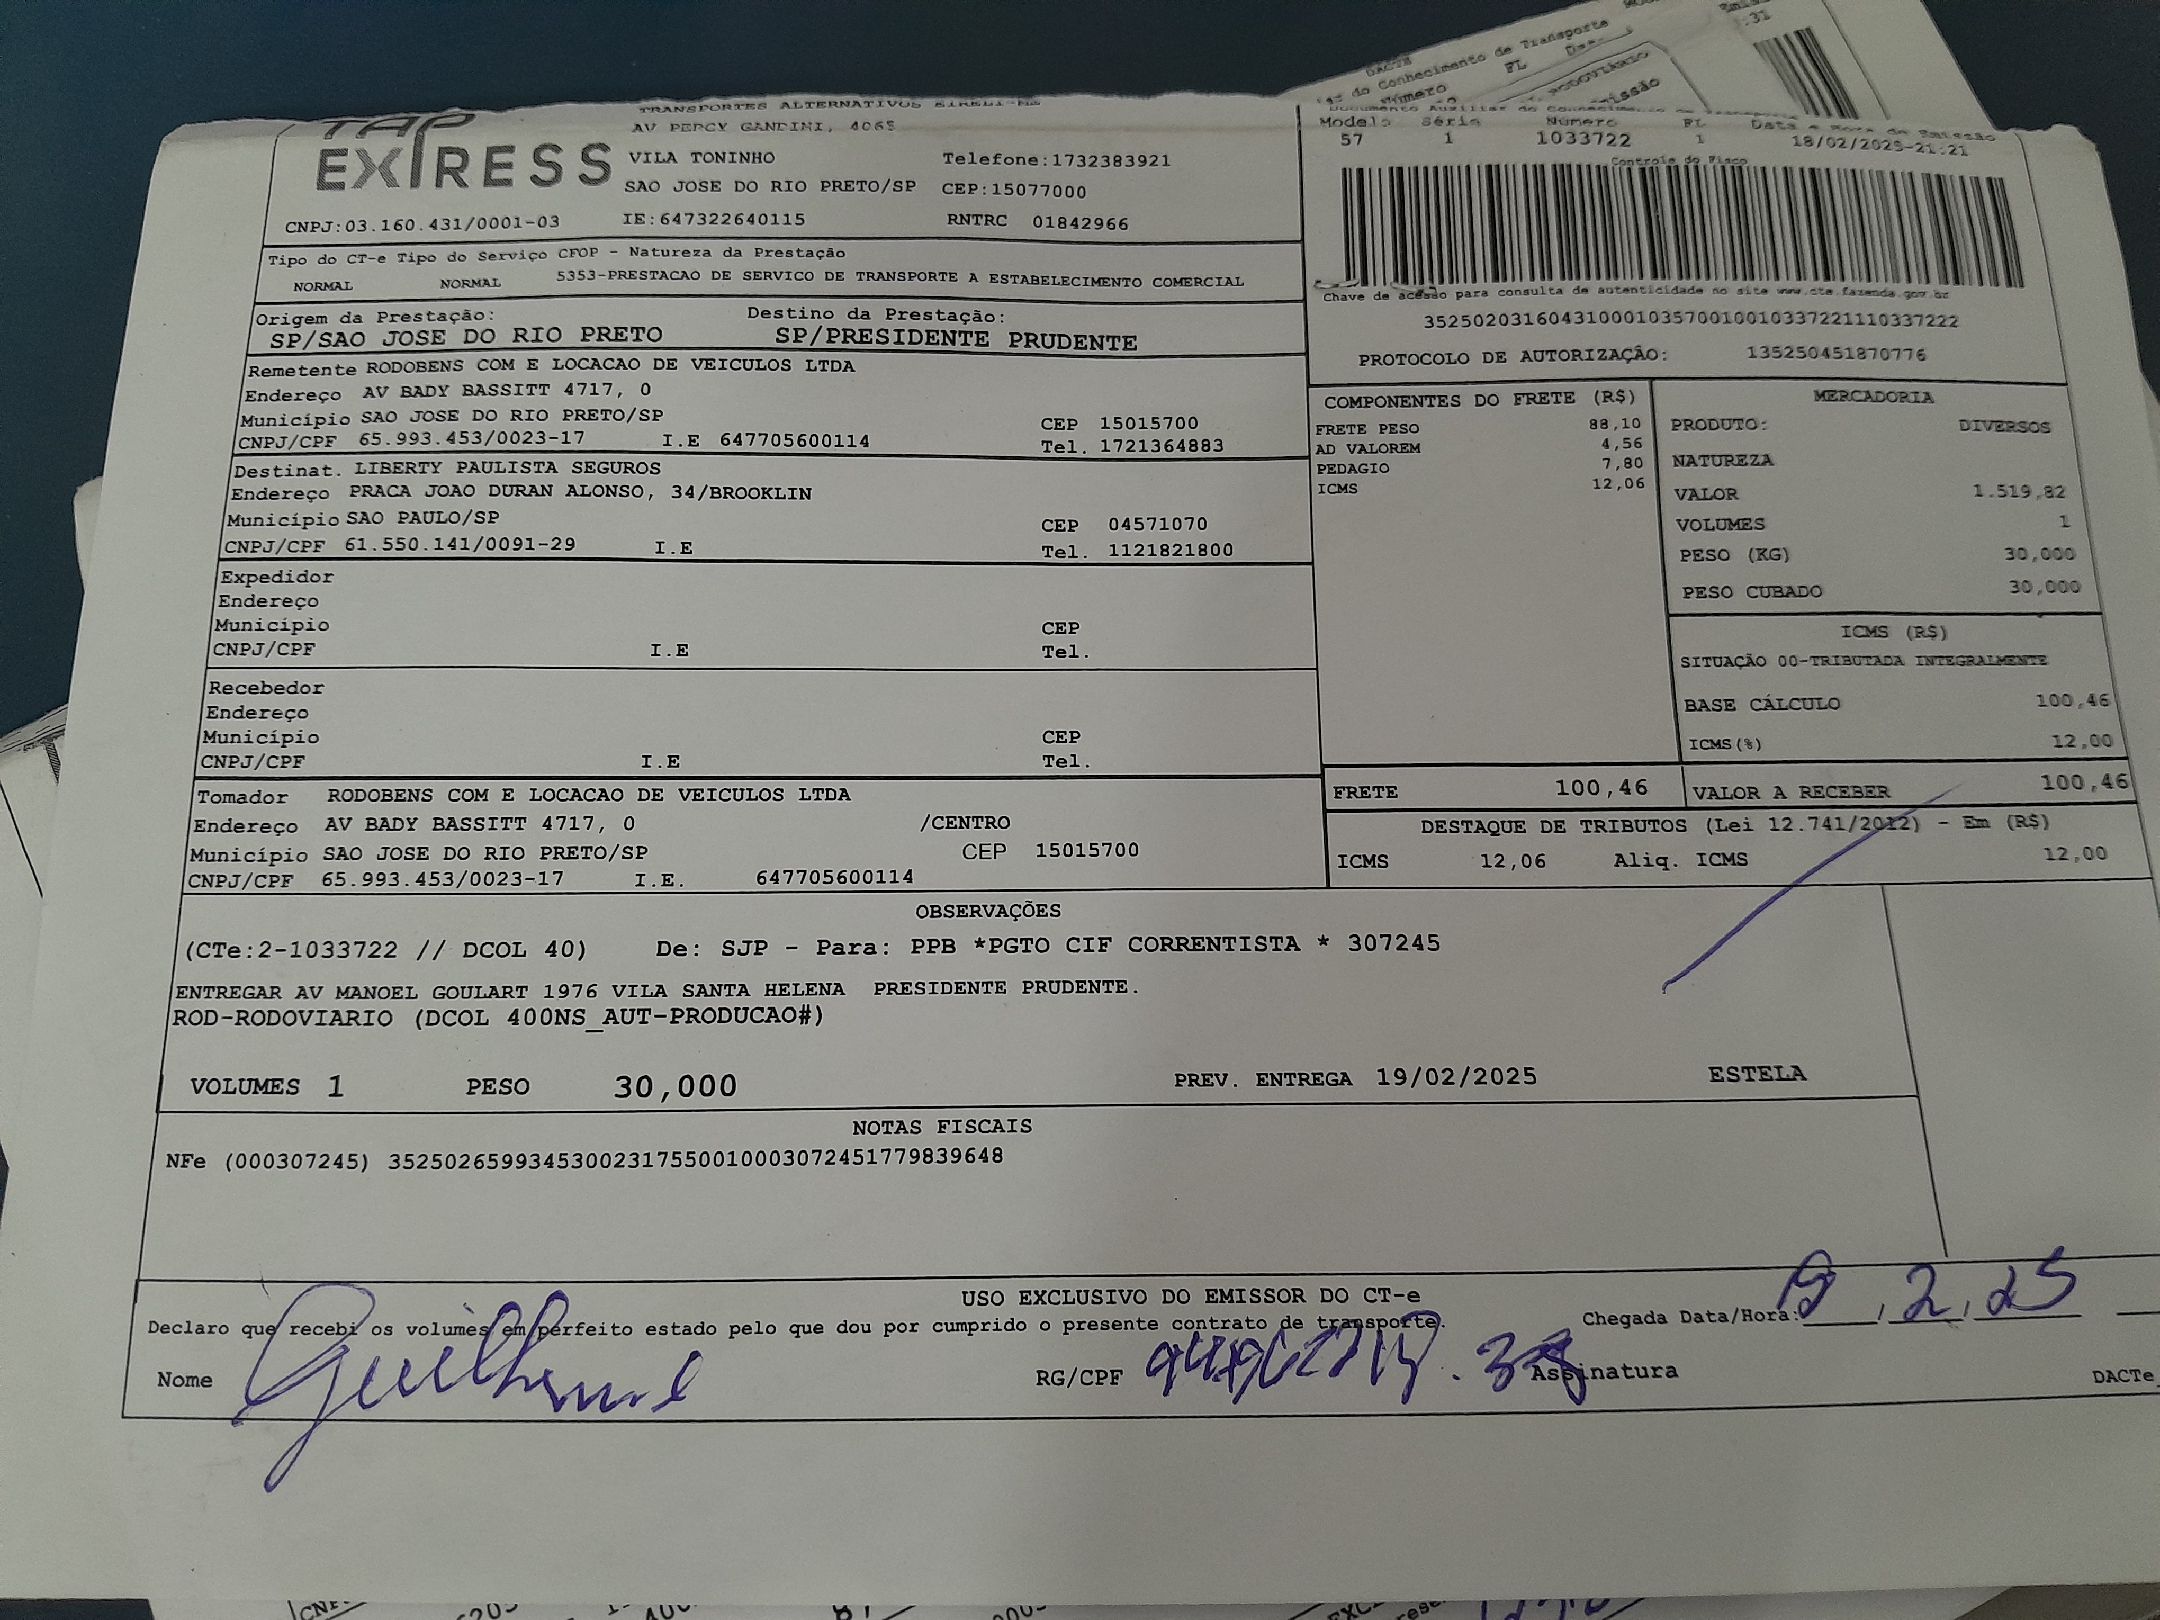 TAP
EXPRESS
TRANSPORTES ALTERNATIVOS EIRELI-ME
AV PERCY GANDINI, 4065
VILA TONINHO Telefone:1732383921
SAO JOSE DO RIO PRETO/SP CEP:15077000
CNPJ:03.160.431/0001-03 IE:647322640115 RNTRC 01842966
DACTE
Documento Auxiliar do Conhecimento de Transporte
Modelo Série Número FL Data e Hora de Emissão
57 1 1033722 1 18/02/2025-21:21
Controle do Fisco
Chave de acesso para consulta de autenticidade no site www.cte.fazenda.gov.br
35250203160431000103570010010337221110337222
PROTOCOLO DE AUTORIZAÇÃO: 135250451870776
Tipo do CT-e Tipo do Serviço CFOP - Natureza da Prestação
NORMAL NORMAL 5353-PRESTACAO DE SERVICO DE TRANSPORTE A ESTABELECIMENTO COMERCIAL
Origem da Prestação: Destino da Prestação:
SP/SAO JOSE DO RIO PRETO SP/PRESIDENTE PRUDENTE
Remetente RODOBENS COM E LOCACAO DE VEICULOS LTDA
Endereço AV BADY BASSITT 4717, 0
Município SAO JOSE DO RIO PRETO/SP CEP 15015700
CNPJ/CPF 65.993.453/0023-17 I.E 647705600114 Tel. 1721364883
Destinat. LIBERTY PAULISTA SEGUROS
Endereço PRACA JOAO DURAN ALONSO, 34/BROOKLIN
Município SAO PAULO/SP CEP 04571070
CNPJ/CPF 61.550.141/0091-29 I.E Tel. 1121821800
Expedidor
Endereço
Município CEP
CNPJ/CPF I.E Tel.
Recebedor
Endereço
Município CEP
CNPJ/CPF I.E Tel.
Tomador RODOBENS COM E LOCACAO DE VEICULOS LTDA
Endereço AV BADY BASSITT 4717, 0 /CENTRO
Município SAO JOSE DO RIO PRETO/SP CEP 15015700
CNPJ/CPF 65.993.453/0023-17 I.E. 647705600114
COMPONENTES DO FRETE (R$)
FRETE PESO 88,10
AD VALOREM 4,56
PEDAGIO 7,80
ICMS 12,06
MERCADORIA
PRODUTO: DIVERSOS
NATUREZA
VALOR 1.519,82
VOLUMES 1
PESO (KG) 30,000
PESO CUBADO 30,000
ICMS (R$)
SITUAÇÃO 00-TRIBUTADA INTEGRALMENTE
BASE CÁLCULO 100,46
ICMS(%) 12,00
FRETE 100,46 VALOR A RECEBER 100,46
DESTAQUE DE TRIBUTOS (Lei 12.741/2012) - Em (R$)
ICMS 12,06 Aliq. ICMS 12,00
OBSERVAÇÕES
(CTe:2-1033722 // DCOL 40) De: SJP - Para: PPB *PGTO CIF CORRENTISTA * 307245
ENTREGAR AV MANOEL GOULART 1976 VILA SANTA HELENA PRESIDENTE PRUDENTE.
ROD-RODOVIARIO (DCOL 400NS_AUT-PRODUCAO#)
VOLUMES 1 PESO 30,000 PREV. ENTREGA 19/02/2025 ESTELA
NOTAS FISCAIS
NFe (000307245) 35250265993453002317550010003072451779839648
USO EXCLUSIVO DO EMISSOR DO CT-e
Declaro que recebi os volumes em perfeito estado pelo que dou por cumprido o presente contrato de transporte. Chegada Data/Hora: 2, 25
Nome Guilherme RG/CPF Assinatura DACTe